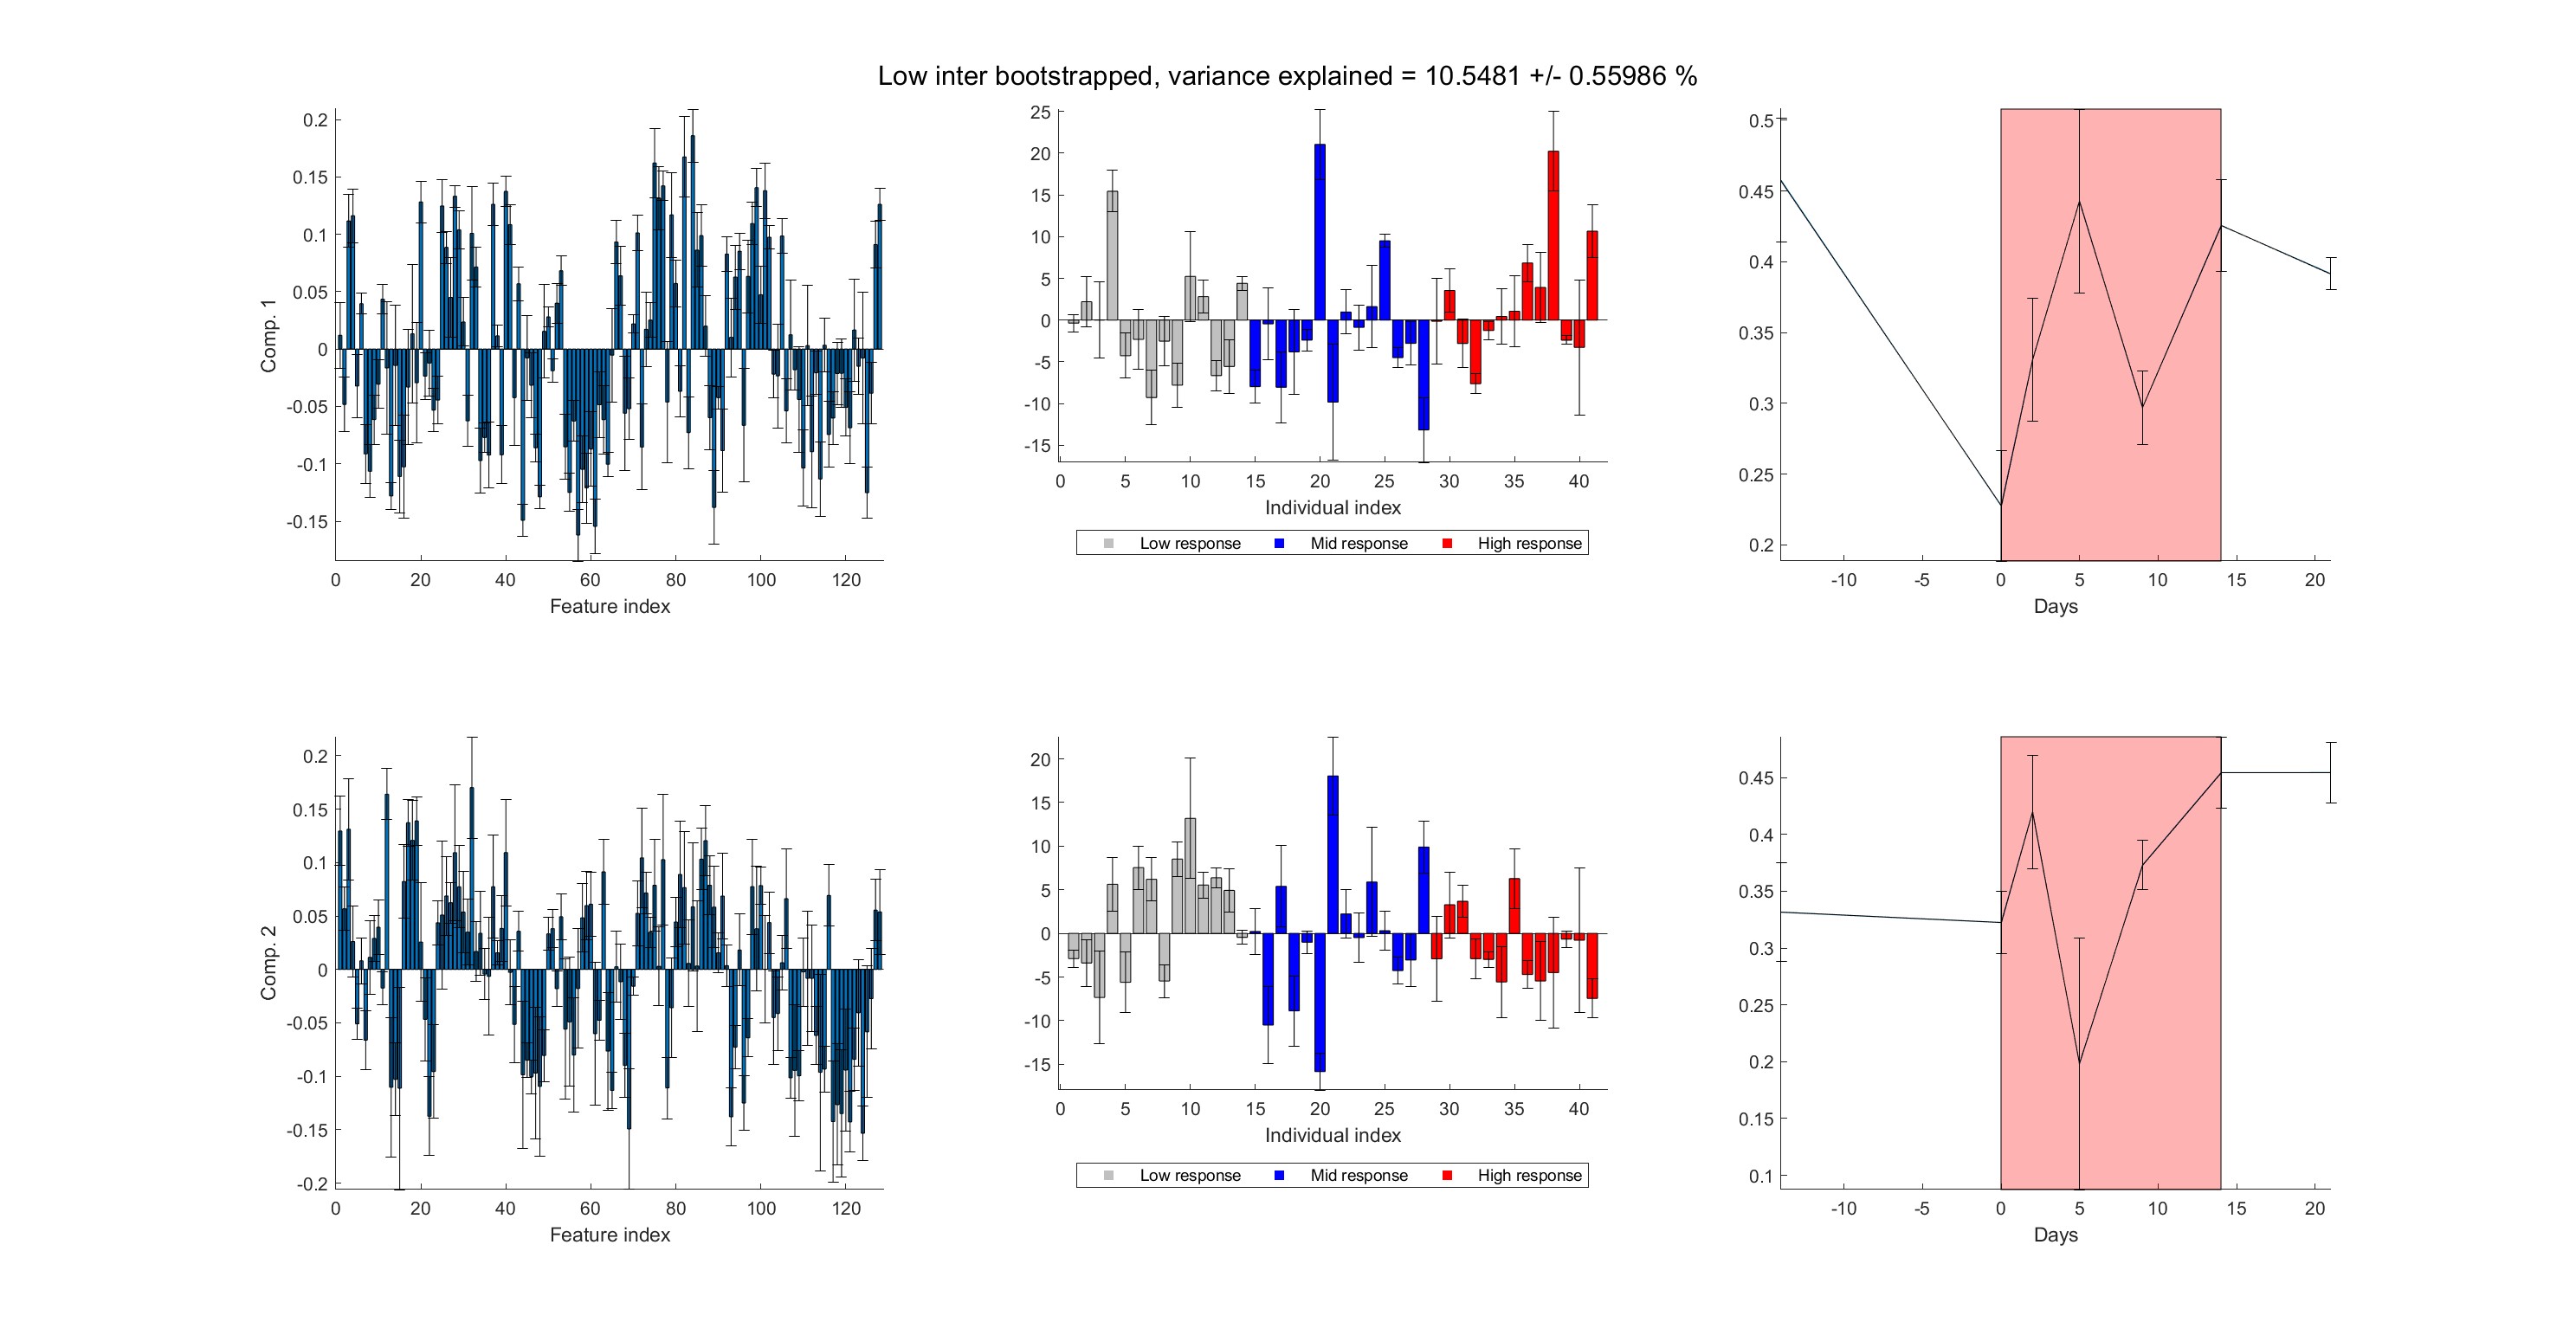 Low inter bootstrapped, variance explained = 10.5481 +/- 0.55986 %
Comp. 1
0.2
0.15
0.1
0.05
0
-0.05
-0.1
-0.15
0 20 40 60 80 100 120
Feature index
25
20
15
10
5
0
-5
-10
-15
0 5 10 15 20 25 30 35 40
Individual index
Low response Mid response High response
0.5
0.45
0.4
0.35
0.3
0.25
0.2
-10 -5 0 5 10 15 20
Days
Comp. 2
0.2
0.15
0.1
0.05
0
-0.05
-0.1
-0.15
-0.2
0 20 40 60 80 100 120
Feature index
20
15
10
5
0
-5
-10
-15
0 5 10 15 20 25 30 35 40
Individual index
Low response Mid response High response
0.45
0.4
0.35
0.3
0.25
0.2
0.15
0.1
-10 -5 0 5 10 15 20
Days